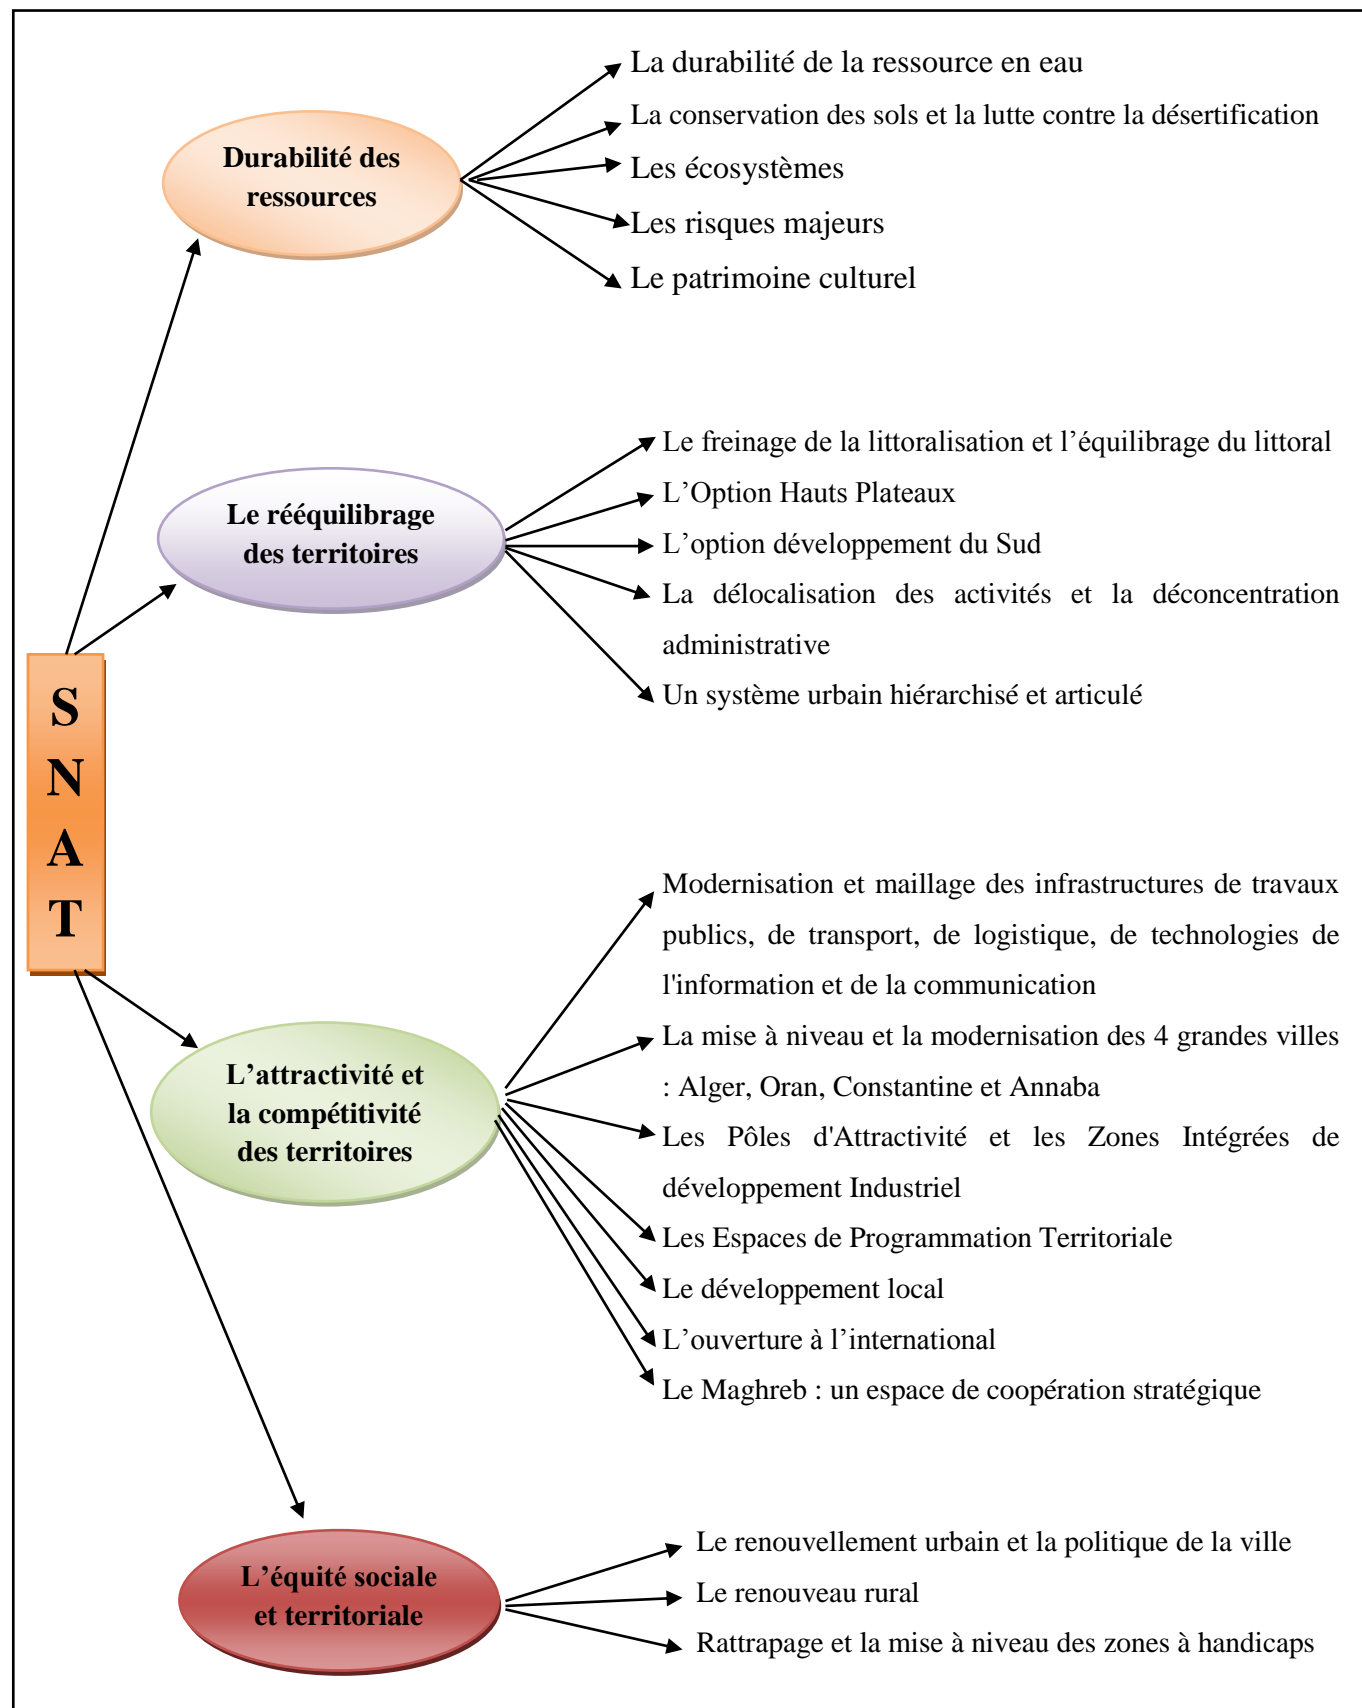 La durabilité de la ressource en eau
La conservation des sols et la lutte contre la désertification
Durabilité des
ressources
Les écosystèmes
Les risques majeurs
Le patrimoine culturel
Le freinage de la littoralisation et l’équilibrage du littoral
Le rééquilibrage
des territoires
L’Option Hauts Plateaux
L’option développement du Sud
La délocalisation des activités et la déconcentration
administrative
Un système urbain hiérarchisé et articulé
S
N
A
T
Modernisation et maillage des infrastructures de travaux
publics, de transport, de logistique, de technologies de
l'information et de la communication
L’attractivité et
la compétitivité
des territoires
La mise à niveau et la modernisation des 4 grandes villes
: Alger, Oran, Constantine et Annaba
Les Pôles d'Attractivité et les Zones Intégrées de
développement Industriel
Les Espaces de Programmation Territoriale
Le développement local
L’ouverture à l’international
Le Maghreb : un espace de coopération stratégique
L’équité sociale
et territoriale
Le renouvellement urbain et la politique de la ville
Le renouveau rural
Rattrapage et la mise à niveau des zones à handicaps